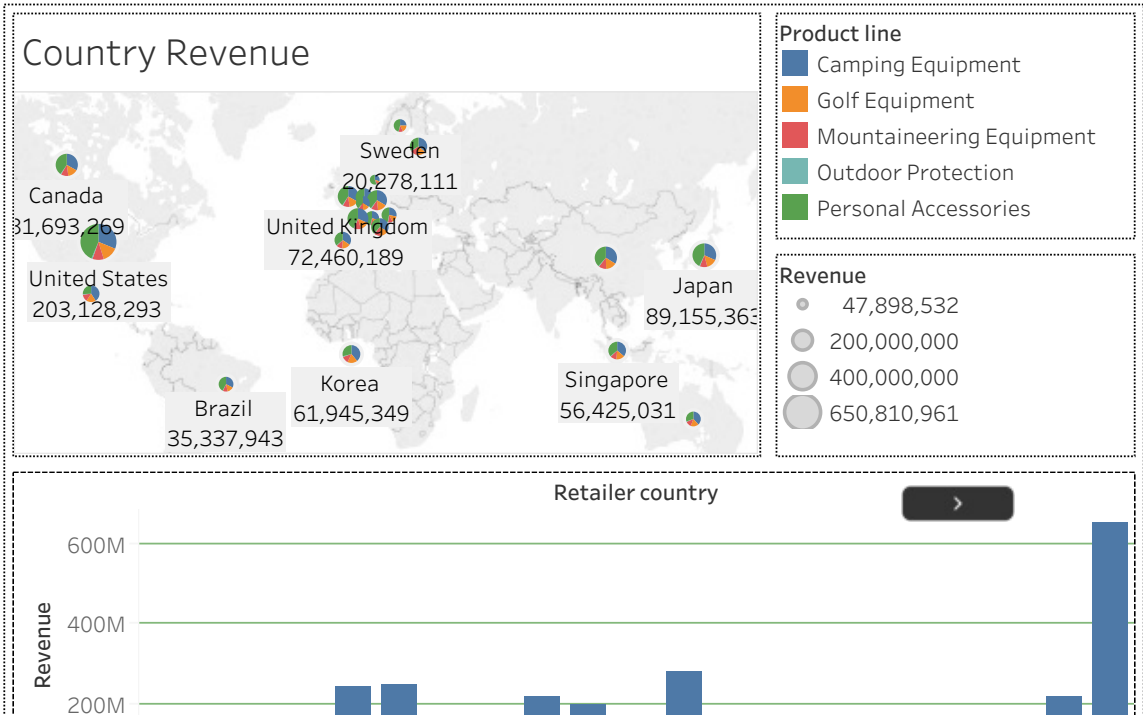 Country Revenue
Sweden
20,278,111
Canada
31,693,269
United Kingdom
72,460,189
United States
203,128,293
Japan
89,155,363
Korea
61,945,349
Singapore
56,425,031
Brazil
35,337,943
Product line
Camping Equipment
Golf Equipment
Mountaineering Equipment
Outdoor Protection
Personal Accessories
Revenue
47,898,532
200,000,000
400,000,000
650,810,961
Retailer country
Revenue
600M
400M
200M